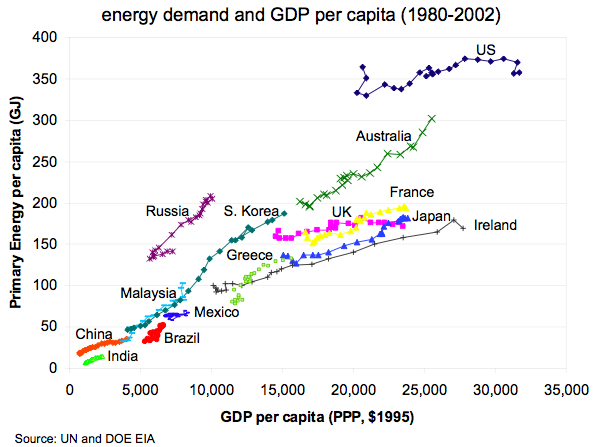 energy demand and GDP per capita (1980-2002)
Primary Energy per capita (GJ)
400
350
300
250
200
150
100
50
0
US
Australia
France
Russia
S. Korea
UK
Japan
Ireland
Greece
Malaysia
Mexico
China
Brazil
India
0
5,000
10,000
15,000
20,000
25,000
30,000
35,000
GDP per capita (PPP, $1995)
Source: UN and DOE EIA